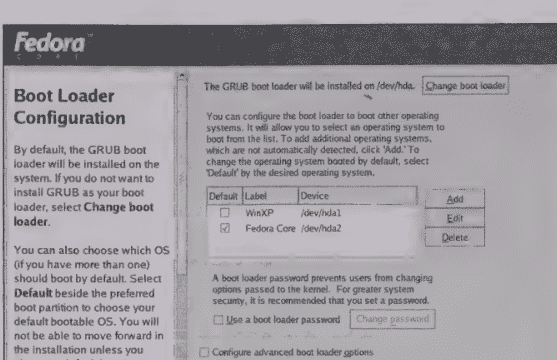 Fedora
CORE
Boot Loader
Configuration
By default, the GRUB boot
loader will be installed on the
system. If you do not want to
install GRUB as your boot
loader, select Change boot
loader.
You can also choose which OS
(if you have more than one)
should boot by default. Select
Default beside the preferred
boot partition to choose your
default bootable OS. You will
not be able to move forward in
the installation unless you
The GRUB boot loader will be installed on /dev/hda. Change boot loader
You can configure the boot loader to boot other operating
systems. It will allow you to select an operating system to
boot from the list. To add additional operating systems,
which are not automatically detected, click 'Add.' To
change the operating system booted by default, select
'Default' by the desired operating system.
Default Label Device
WinXP /dev/hda1
Fedora Core /dev/hda2
Add
Edit
Delete
A boot loader password prevents users from changing
options passed to the kernel. For greater system
security, it is recommended that you set a password.
Use a boot loader password Change password
Configure advanced boot loader options